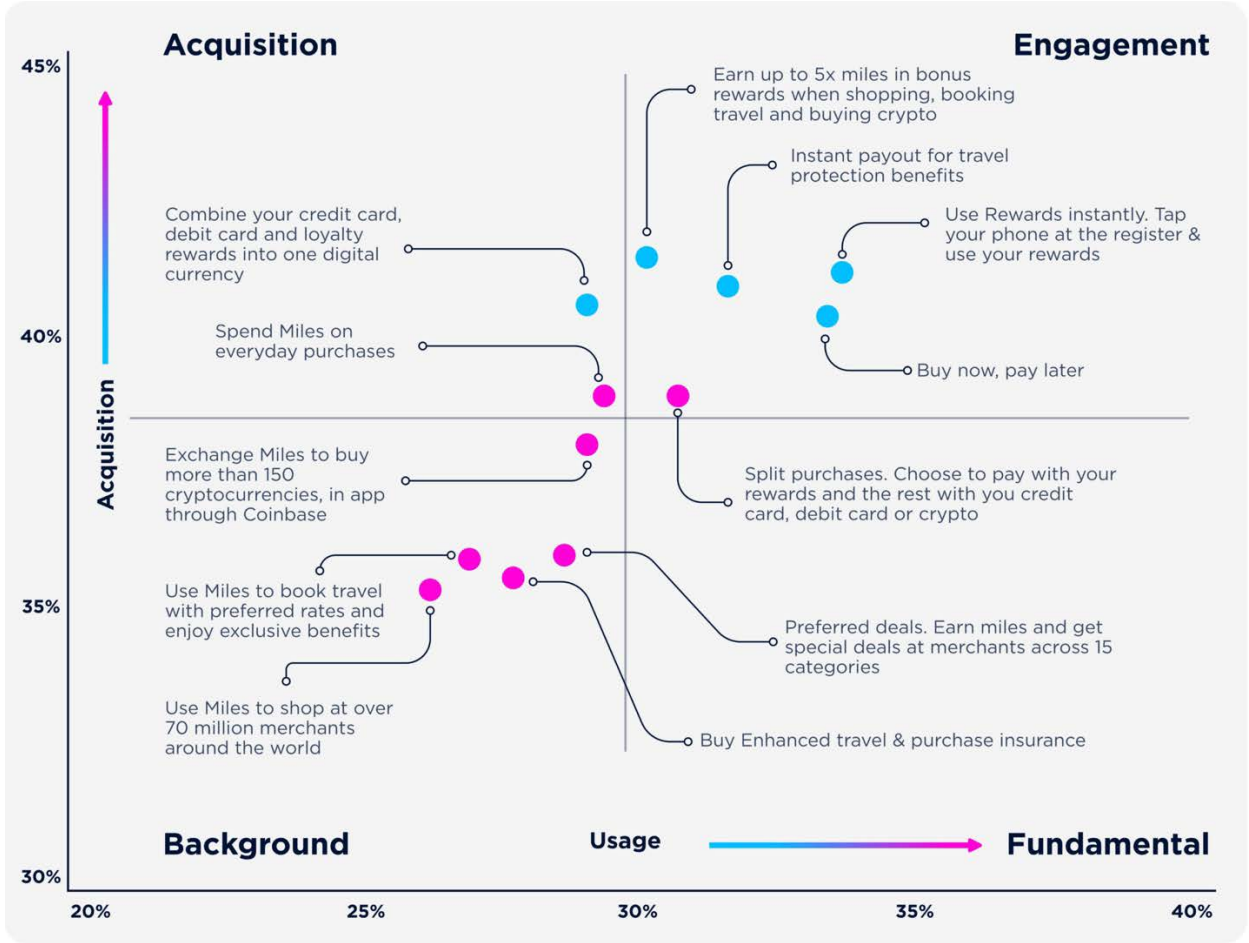 Acquisition
Engagement
45%
Earn up to 5x miles in bonus
rewards when shopping, booking
travel and buying crypto
Instant payout for travel
protection benefits
Combine your credit card,
debit card and loyalty
rewards into one digital
currency
Use Rewards instantly. Tap
your phone at the register &
use your rewards
Spend Miles on
everyday purchases
40%
Buy now, pay later
Acquisition
Exchange Miles to buy
more than 150
cryptocurrencies, in app
through Coinbase
Split purchases. Choose to pay with your
rewards and the rest with you credit
card, debit card or crypto
Use Miles to book travel
with preferred rates and
enjoy exclusive benefits
35%
Preferred deals. Earn miles and get
special deals at merchants across 15
categories
Use Miles to shop at over
70 million merchants
around the world
Buy Enhanced travel & purchase insurance
Background
Usage
Fundamental
30%
20%
25%
30%
35%
40%